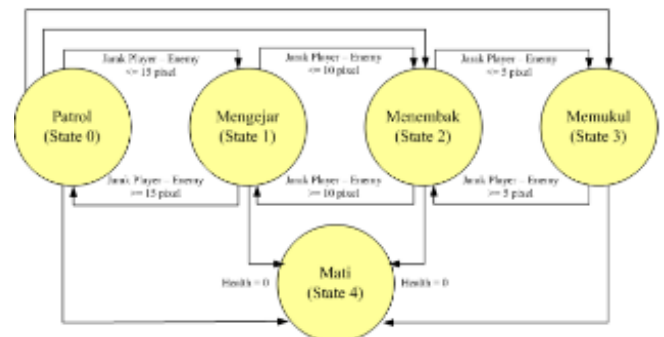 Jarak Player – Enemy
<= 15 pixel
Jarak Player – Enemy
<= 10 pixel
Jarak Player – Enemy
<= 5 pixel
Patrol
(State 0)
Mengejar
(State 1)
Menembak
(State 2)
Memukul
(State 3)
Jarak Player – Enemy
>= 15 pixel
Jarak Player – Enemy
>= 10 pixel
Jarak Player – Enemy
>= 5 pixel
Health = 0
Mati
(State 4)
Health = 0